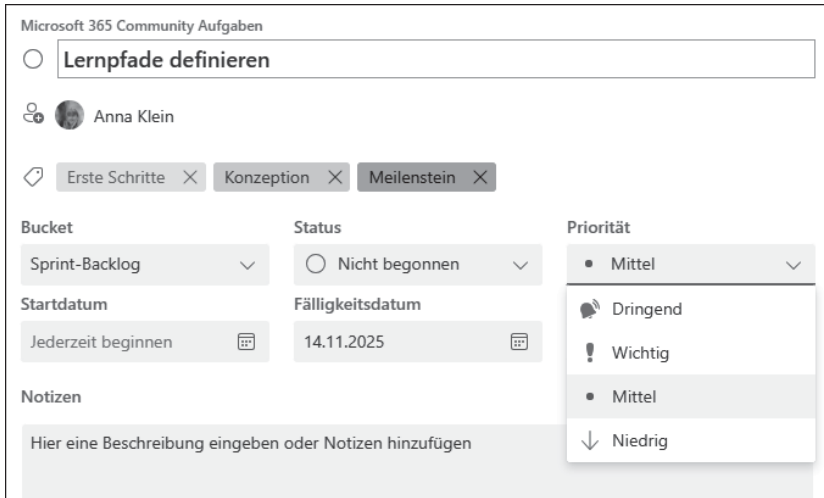 Microsoft 365 Community Aufgaben
Lernpfade definieren
Anna Klein
Erste Schritte Konzeption Meilenstein
Bucket Status Priorität
Sprint-Backlog Nicht begonnen Mittel
Startdatum Fälligkeitsdatum
Dringend
Jederzeit beginnen 14.11.2025
Wichtig
Notizen Mittel
Hier eine Beschreibung eingeben oder Notizen hinzufügen Niedrig